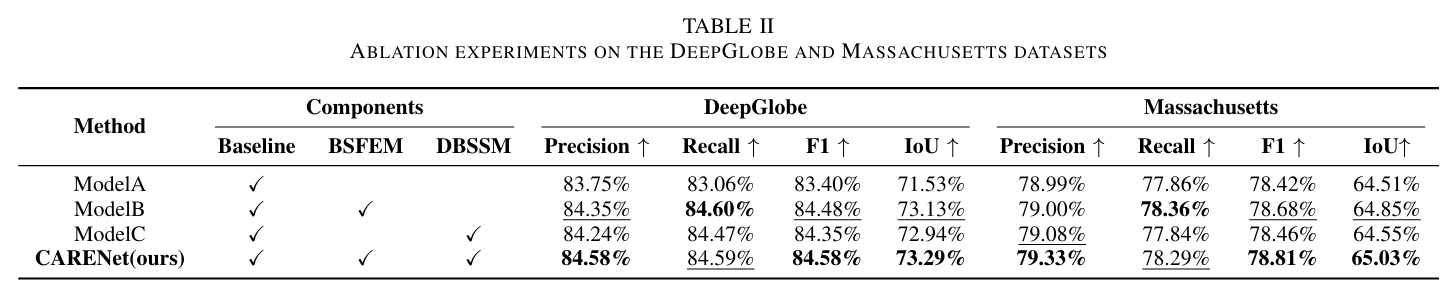 TABLE II
ABLATION EXPERIMENTS ON THE DEEPGLOBE AND MASSACHUSETTS DATASETS
Method Components DeepGlobe Massachusetts
Baseline BSFEM DBSSM Precision ↑ Recall ↑ F1 ↑ IoU ↑ Precision ↑ Recall ↑ F1 ↑ IoU↑
ModelA ✓ 83.75% 83.06% 83.40% 71.53% 78.99% 77.86% 78.42% 64.51%
ModelB ✓ ✓ 84.35% 84.60% 84.48% 73.13% 79.00% 78.36% 78.68% 64.85%
ModelC ✓ ✓ 84.24% 84.47% 84.35% 72.94% 79.08% 77.84% 78.46% 64.55%
CARENet(ours) ✓ ✓ ✓ 84.58% 84.59% 84.58% 73.29% 79.33% 78.29% 78.81% 65.03%